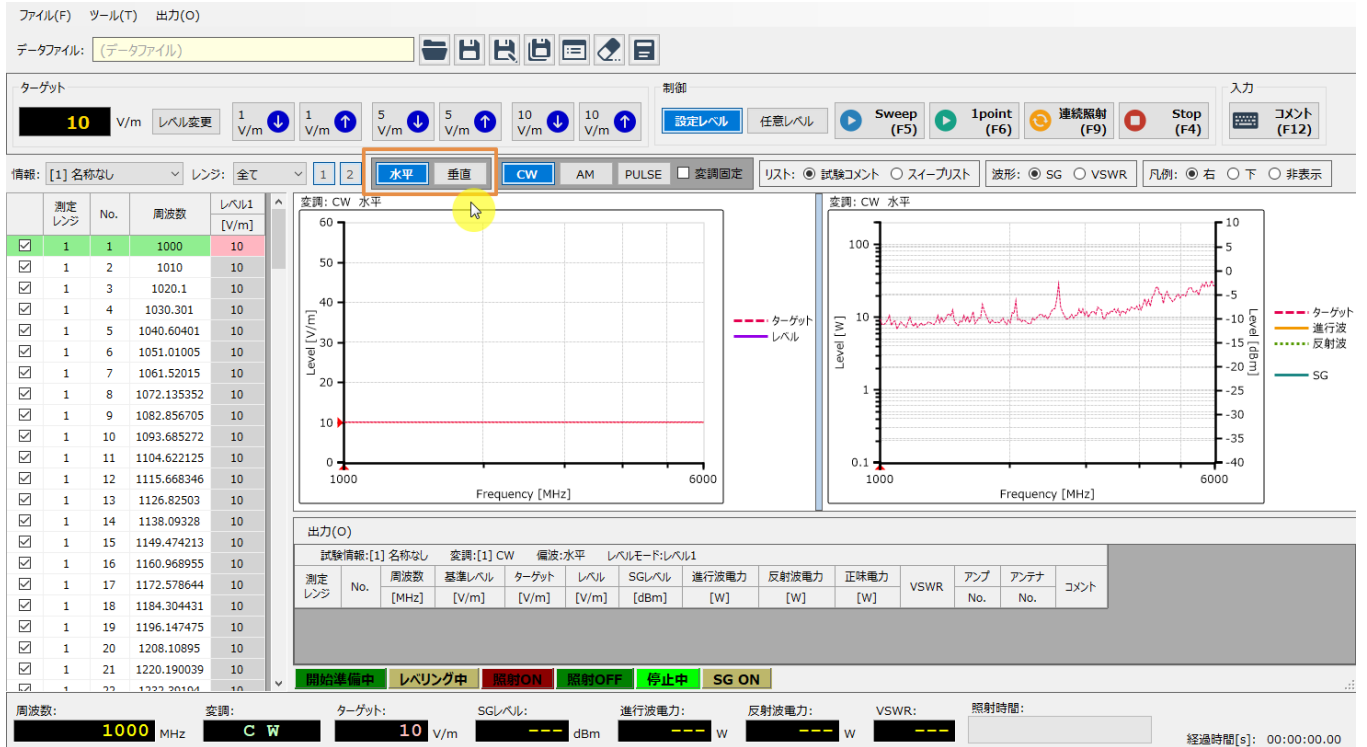 ファイル(F) ツール(T) 出力(O)
データファイル: (データファイル)
ターゲット 制御 入力
10 V/m レベル変更 1 V/m 1 V/m 5 V/m 5 V/m 10 V/m 10 V/m 設定レベル 任意レベル Sweep (F5) 1point (F6) 連続照射 (F9) Stop (F4) コメント (F12)
情報: [1] 名称なし レンジ: 全て 1 2 水平 垂直 CW AM PULSE 変調固定 リスト: 試験コメント スイープリスト 波形: SG VSWR 凡例: 右 下 非表示
測定レンジ No. 周波数 レベル1 [V/m]
1 1 1000 10
1 2 1010 10
1 3 1020.1 10
1 4 1030.301 10
1 5 1040.60401 10
1 6 1051.01005 10
1 7 1061.52015 10
1 8 1072.135352 10
1 9 1082.856705 10
1 10 1093.685272 10
1 11 1104.622125 10
1 12 1115.668346 10
1 13 1126.82503 10
1 14 1138.09328 10
1 15 1149.474213 10
1 16 1160.968955 10
1 17 1172.578644 10
1 18 1184.304431 10
1 19 1196.147475 10
1 20 1208.10895 10
1 21 1220.190039 10
1 22 1232.39194 10
変調: CW 水平
60
50
40
30
20
10
0
Level [V/m]
1000 6000
Frequency [MHz]
ターゲット
レベル
変調: CW 水平
100
10
1
0.1
Level [W]
10
5
0
-5
-10
-15
-20
-25
-30
-35
-40
Level [dBm]
1000 6000
Frequency [MHz]
ターゲット
進行波
反射波
SG
出力(O)
試験情報:[1] 名称なし 変調:[1] CW 偏波:水平 レベルモード:レベル1
測定レンジ No. 周波数 基準レベル ターゲット レベル SGレベル 進行波電力 反射波電力 正味電力 VSWR アンプ アンテナ コメント
[MHz] [V/m] [V/m] [V/m] [dBm] [W] [W] [W] No. No.
開始準備中 レベリング中 照射ON 照射OFF 停止中 SG ON
周波数: 変調: ターゲット: SGレベル: 進行波電力: 反射波電力: VSWR: 照射時間:
1000 MHz CW 10 V/m --- dBm --- W --- W ---
経過時間[s]: 00:00:00.00